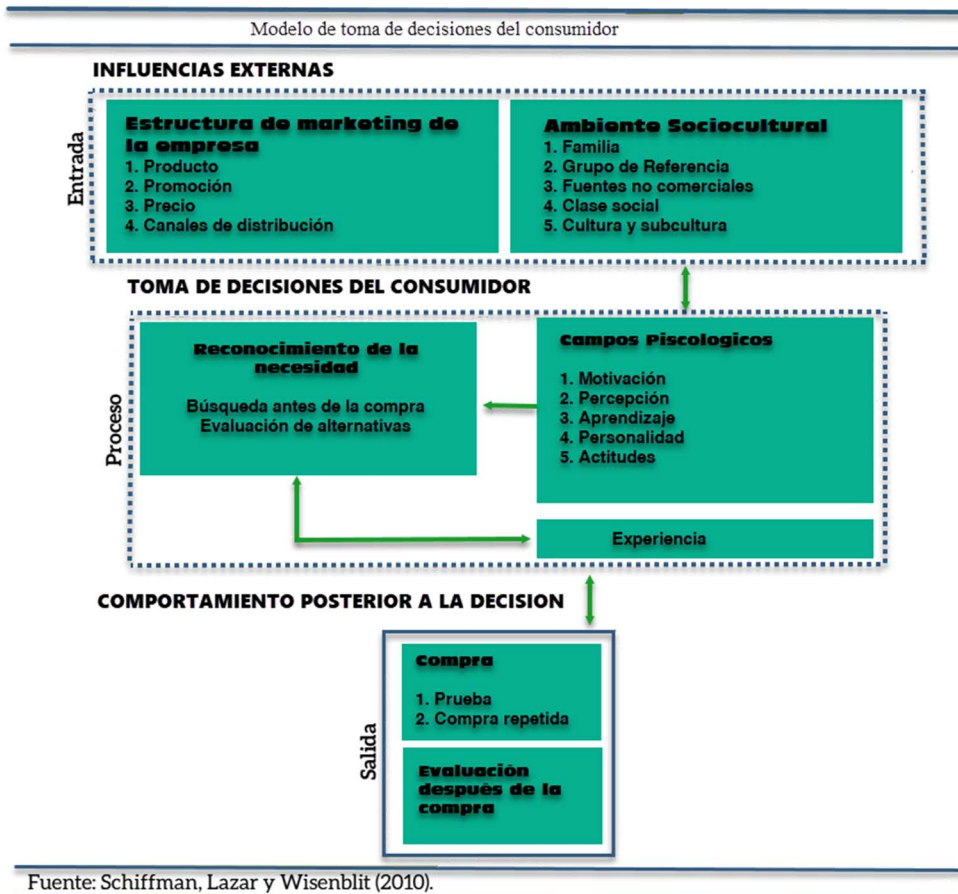 Modelo de toma de decisiones del consumidor
INFLUENCIAS EXTERNAS
Entrada
Estructura de marketing de
la empresa
1. Producto
2. Promoción
3. Precio
4. Canales de distribución
Ambiente Sociocultural
1. Familia
2. Grupo de Referencia
3. Fuentes no comerciales
4. Clase social
5. Cultura y subcultura
TOMA DE DECISIONES DEL CONSUMIDOR
Proceso
Reconocimiento de la
necesidad
Búsqueda antes de la compra
Evaluación de alternativas
Campos Piscologicos
1. Motivación
2. Percepción
3. Aprendizaje
4. Personalidad
5. Actitudes
Experiencia
COMPORTAMIENTO POSTERIOR A LA DECISION
Salida
Compra
1. Prueba
2. Compra repetida
Evaluación
después de la
compra
Fuente: Schiffman, Lazar y Wisenblit (2010).